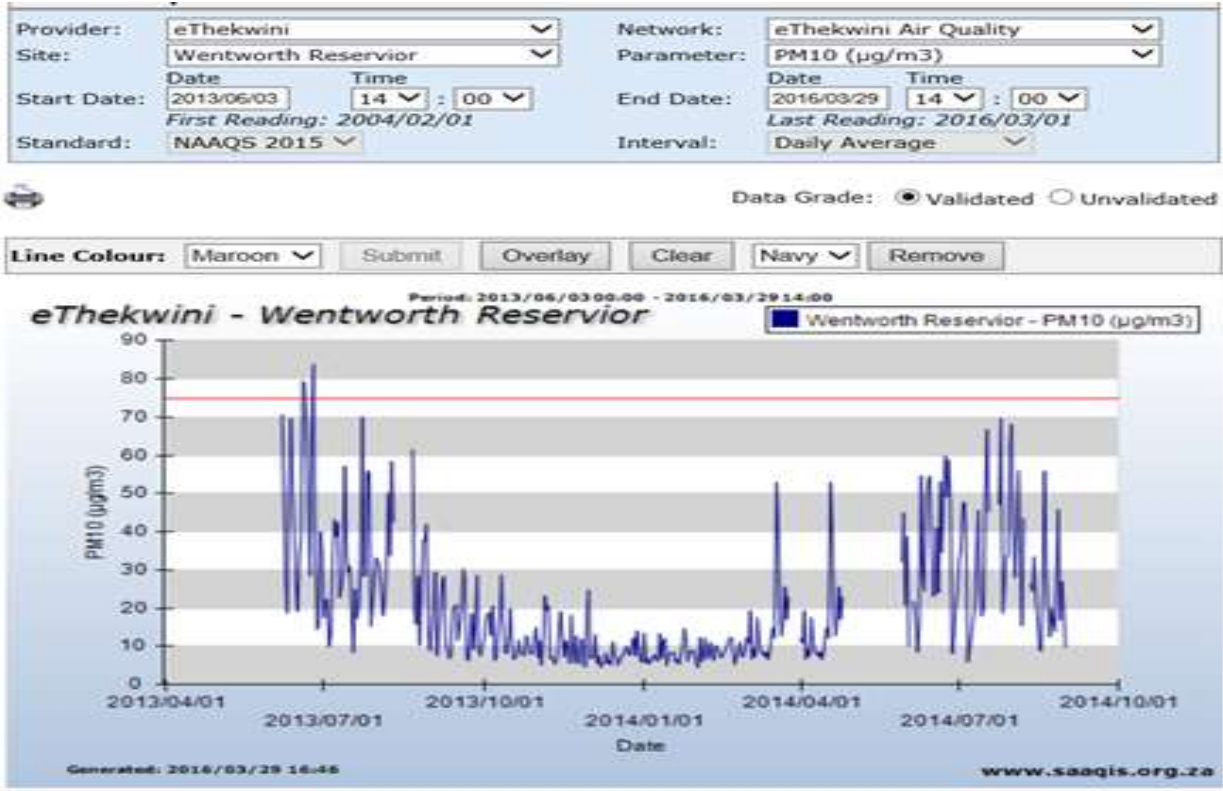 Provider: eThekwini Network: eThekwini Air Quality
Site: Wentworth Reservior Parameter: PM10 (µg/m3)
Date Time Date Time
Start Date: 2013/06/03 14 : 00 End Date: 2016/03/29 14 : 00
First Reading: 2004/02/01 Last Reading: 2016/03/01
Standard: NAAQS 2015 Interval: Daily Average
Data Grade: Validated Unvalidated
Line Colour: Maroon Submit Overlay Clear Navy Remove
Period: 2013/06/03 00:00 - 2016/03/29 14:00
eThekwini - Wentworth Reservior
Wentworth Reservior - PM10 (µg/m3)
90
80
70
60
50
40
30
20
10
0
PM10 (µg/m3)
2013/04/01 2013/10/01 2014/04/01 2014/10/01
2013/07/01 2014/01/01 2014/07/01
Date
Generated: 2016/03/29 16:46 www.saaqis.org.za